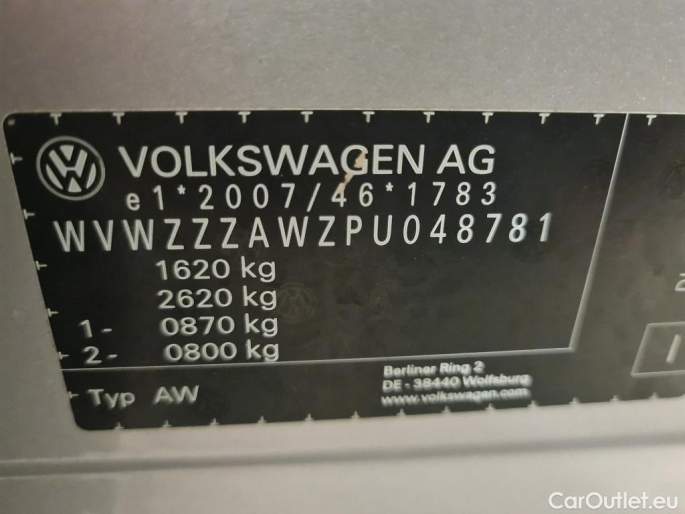 VOLKSWAGEN AG
e1*2007/46*1783
WVWZZZAWZPU048781
1620 kg
2620 kg
1- 0870 kg
2- 0800 kg
Typ AW
Berliner Ring 2
DE - 38440 Wolfsburg
www.volkswagen.com
CarOutlet.eu